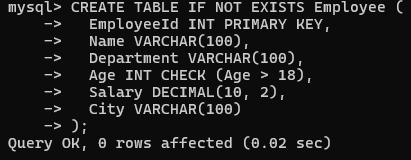 mysql> CREATE TABLE IF NOT EXISTS Employee (
    ->     EmployeeId INT PRIMARY KEY,
    ->     Name VARCHAR(100),
    ->     Department VARCHAR(100),
    ->     Age INT CHECK (Age > 18),
    ->     Salary DECIMAL(10, 2),
    ->     City VARCHAR(100)
    -> );
Query OK, 0 rows affected (0.02 sec)